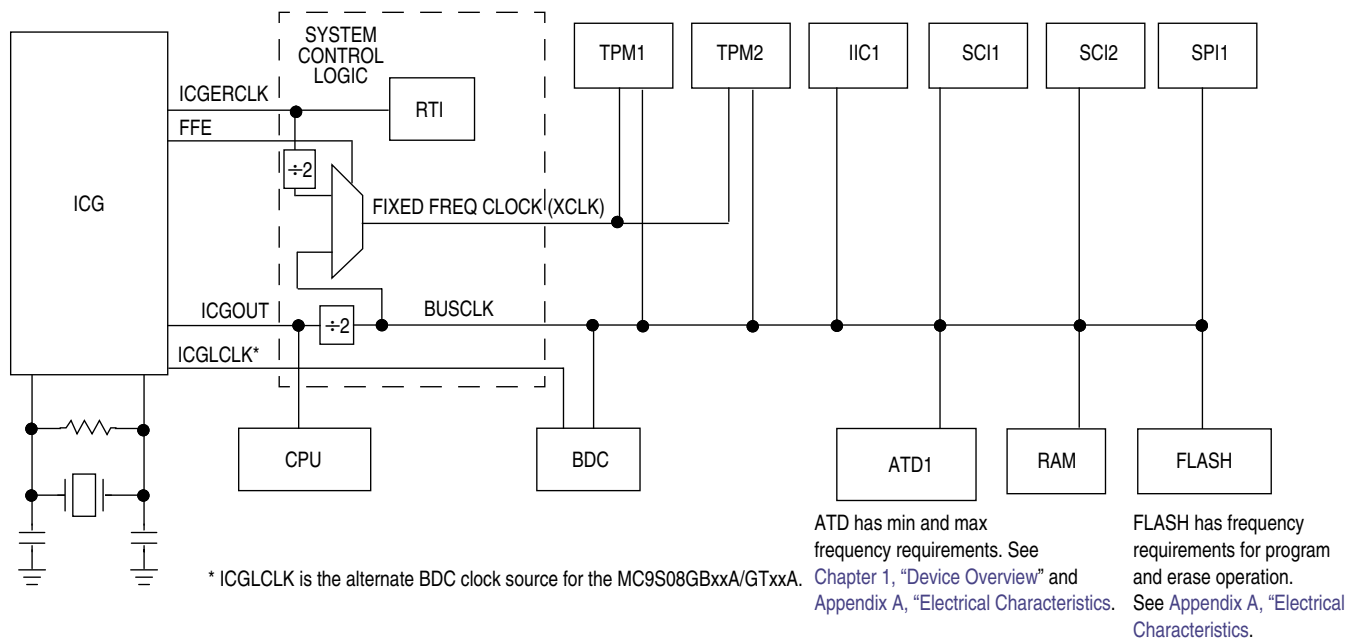 SYSTEM
CONTROL
LOGIC
TPM1
TPM2
IIC1
SCI1
SCI2
SPI1
ICGERCLK
RTI
FFE
÷2
ICG
FIXED FREQ CLOCK (XCLK)
ICGOUT
÷2
BUSCLK
ICGLCLK*
CPU
BDC
ATD1
RAM
FLASH
ATD has min and max
frequency requirements. See
Chapter 1, “Device Overview” and
Appendix A, “Electrical Characteristics.
FLASH has frequency
requirements for program
and erase operation.
See Appendix A, “Electrical
Characteristics.
* ICGLCLK is the alternate BDC clock source for the MC9S08GBxxA/GTxxA.